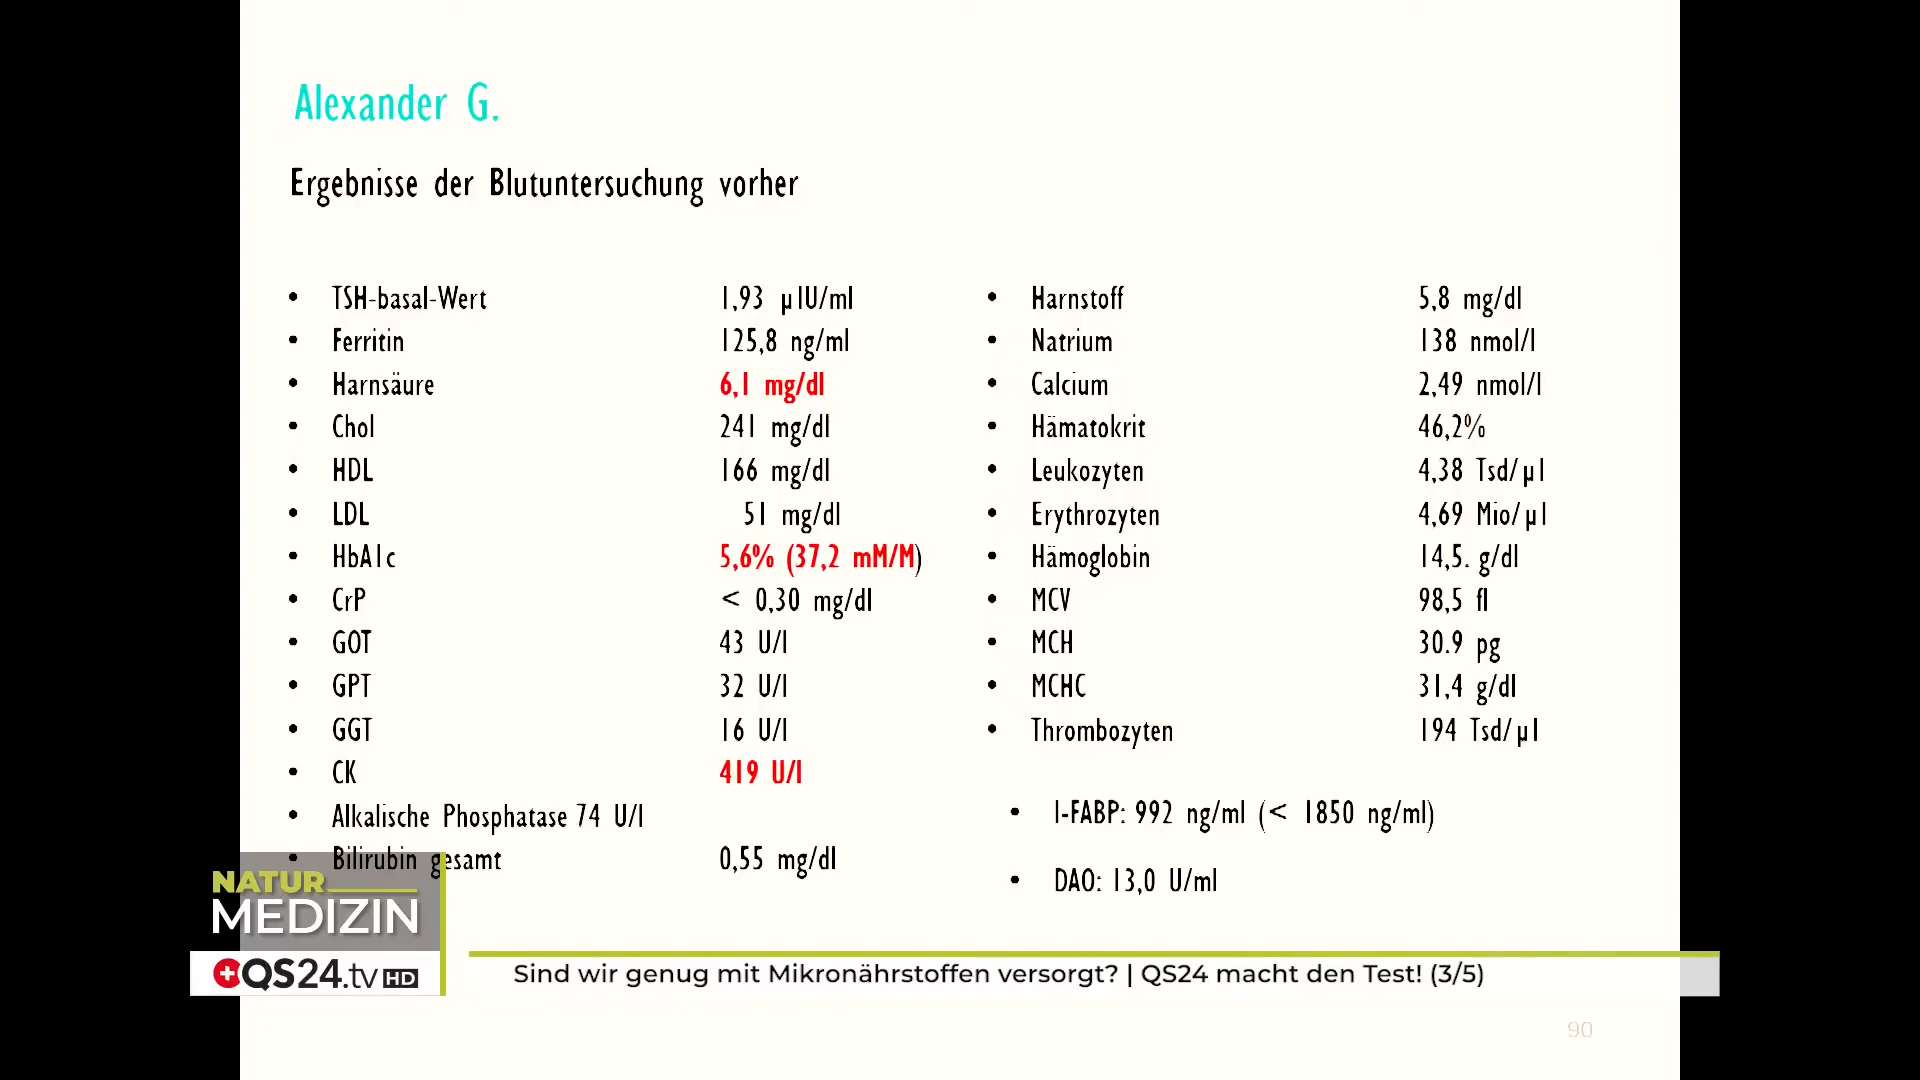 Alexander G.
Ergebnisse der Blutuntersuchung vorher
• TSH-basal-Wert 1,93 µIU/ml
• Ferritin 125,8 ng/ml
• Harnsäure 6,1 mg/dl
• Chol 241 mg/dl
• HDL 166 mg/dl
• LDL 51 mg/dl
• HbA1c 5,6% (37,2 mM/M)
• CrP < 0,30 mg/dl
• GOT 43 U/l
• GPT 32 U/l
• GGT 16 U/l
• CK 419 U/l
• Alkalische Phosphatase 74 U/l
• Bilirubin gesamt 0,55 mg/dl
• Harnstoff 5,8 mg/dl
• Natrium 138 nmol/l
• Calcium 2,49 nmol/l
• Hämatokrit 46,2%
• Leukozyten 4,38 Tsd/µl
• Erythrozyten 4,69 Mio/µl
• Hämoglobin 14,5. g/dl
• MCV 98,5 fl
• MCH 30.9 pg
• MCHC 31,4 g/dl
• Thrombozyten 194 Tsd/µl
• I-FABP: 992 ng/ml (< 1850 ng/ml)
• DAO: 13,0 U/ml
NATUR
MEDIZIN
QS24.tv HD
Sind wir genug mit Mikronährstoffen versorgt? | QS24 macht den Test! (3/5)
90